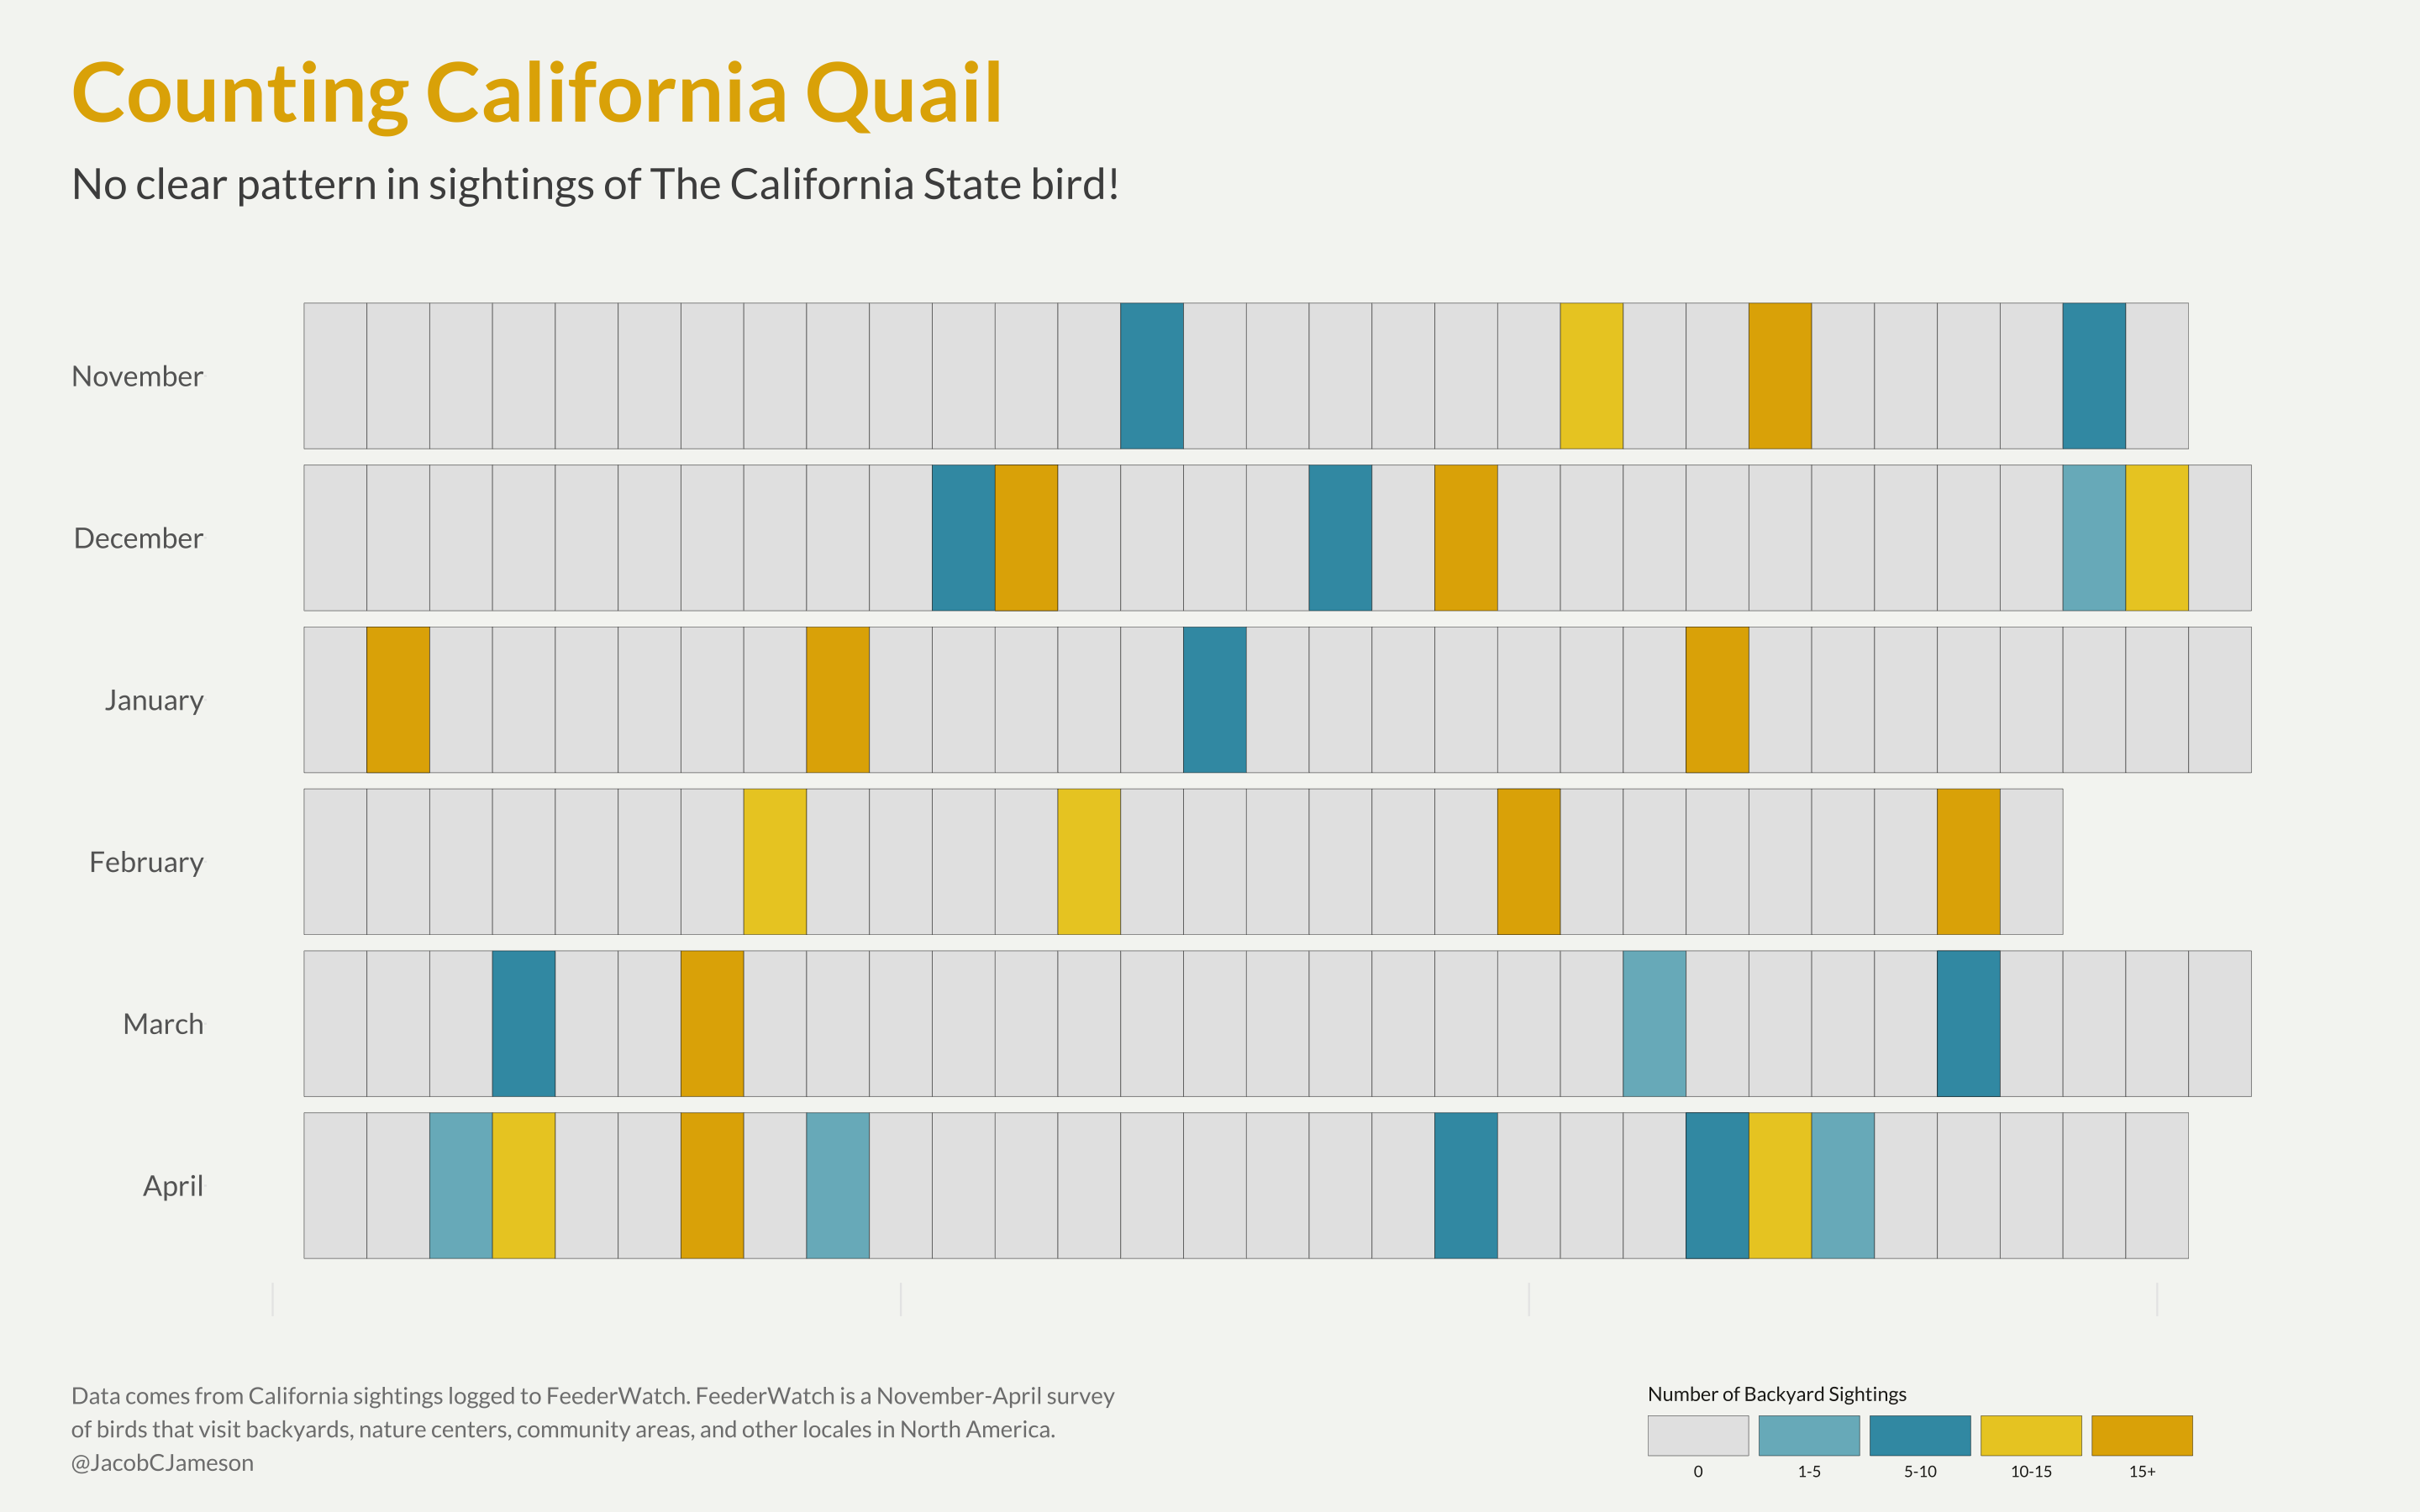 Counting California Quail
No clear pattern in sightings of The California State bird!
November
December
January
February
March
April
Data comes from California sightings logged to FeederWatch. FeederWatch is a November-April survey
of birds that visit backyards, nature centers, community areas, and other locales in North America.
@JacobCJameson
Number of Backyard Sightings
0 1-5 5-10 10-15 15+